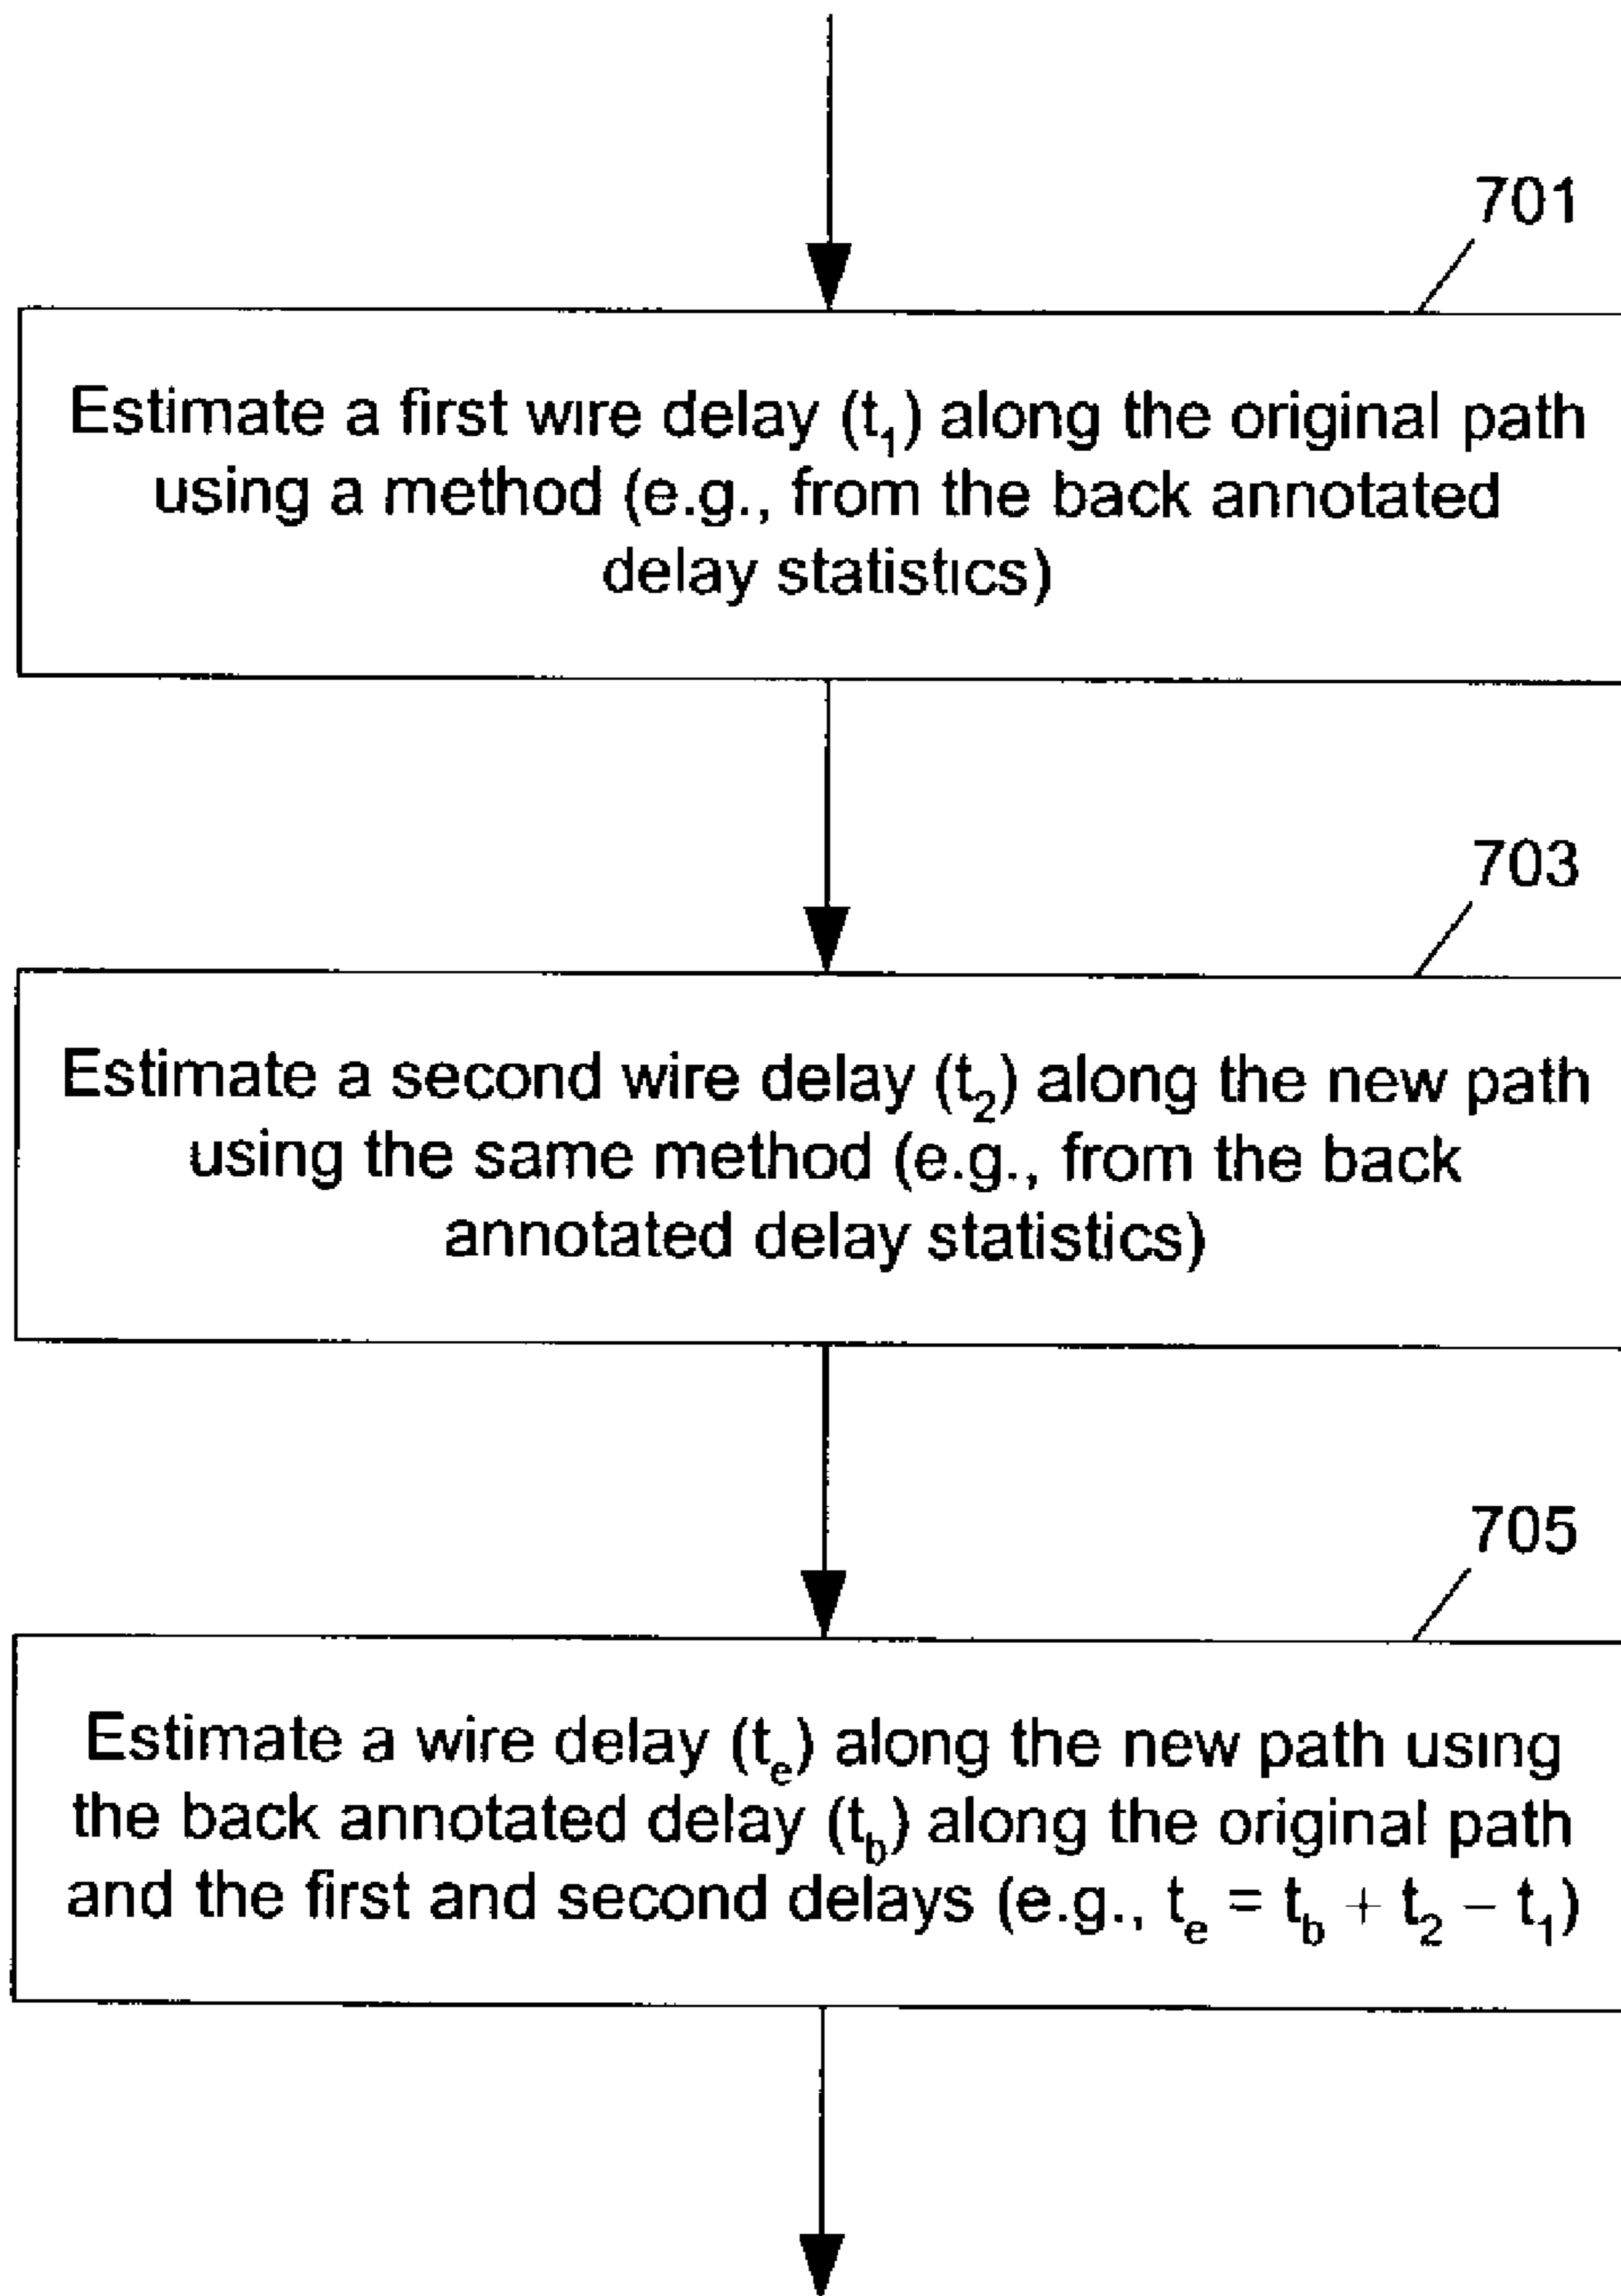 701
Estimate a first wire delay (t₁) along the original path
using a method (e.g., from the back annotated
delay statistics)
703
Estimate a second wire delay (t₂) along the new path
using the same method (e.g., from the back
annotated delay statistics)
705
Estimate a wire delay (tₑ) along the new path using
the back annotated delay (t_b) along the original path
and the first and second delays (e.g., tₑ = t_b + t₂ − t₁)